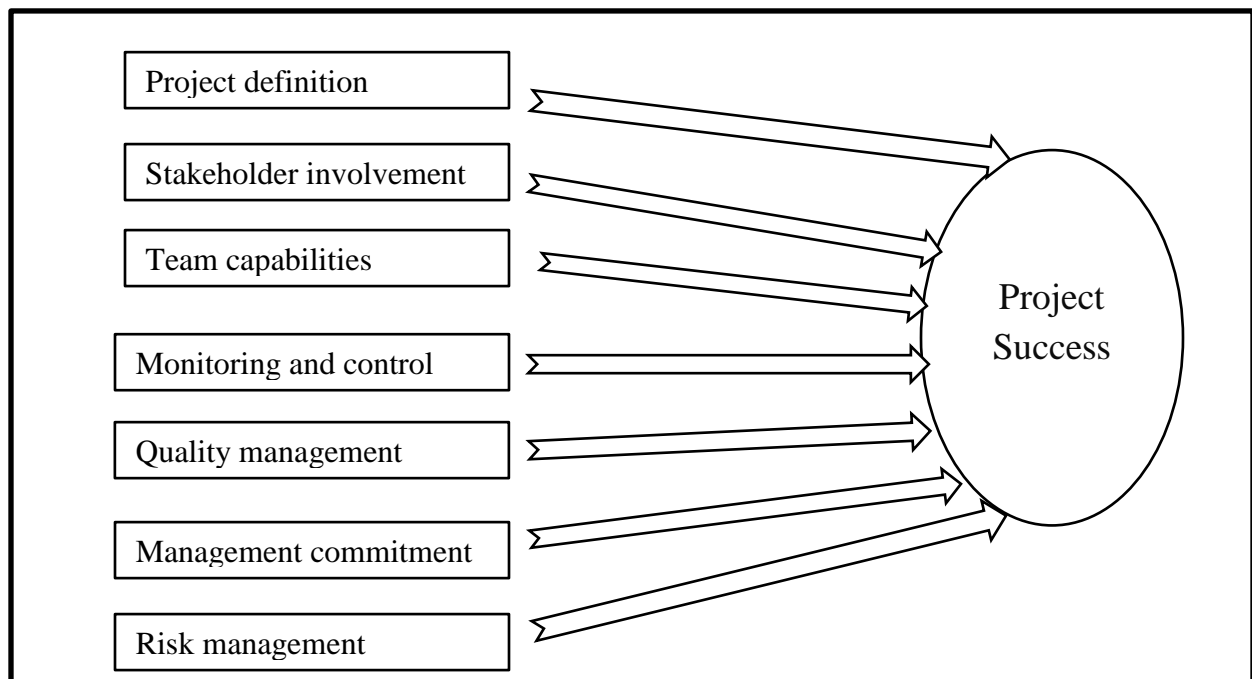 Project definition
Stakeholder involvement
Team capabilities
Monitoring and control
Quality management
Management commitment
Risk management
Project
Success